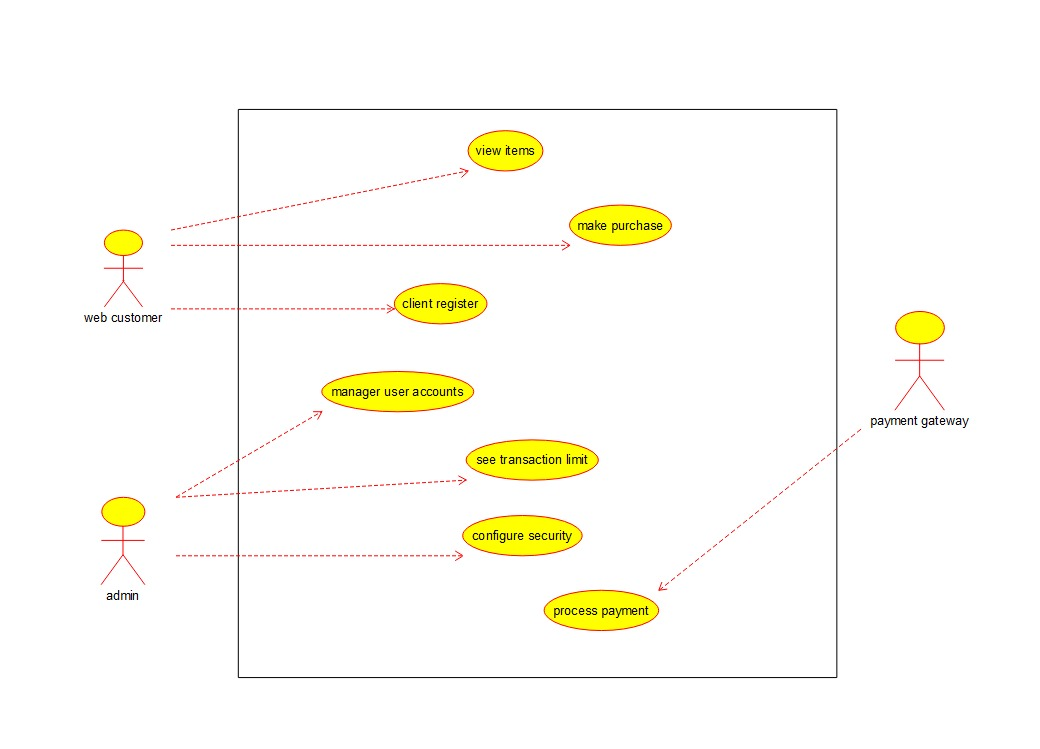 view items
make purchase
client register
web customer
manager user accounts
payment gateway
see transaction limit
configure security
admin
process payment